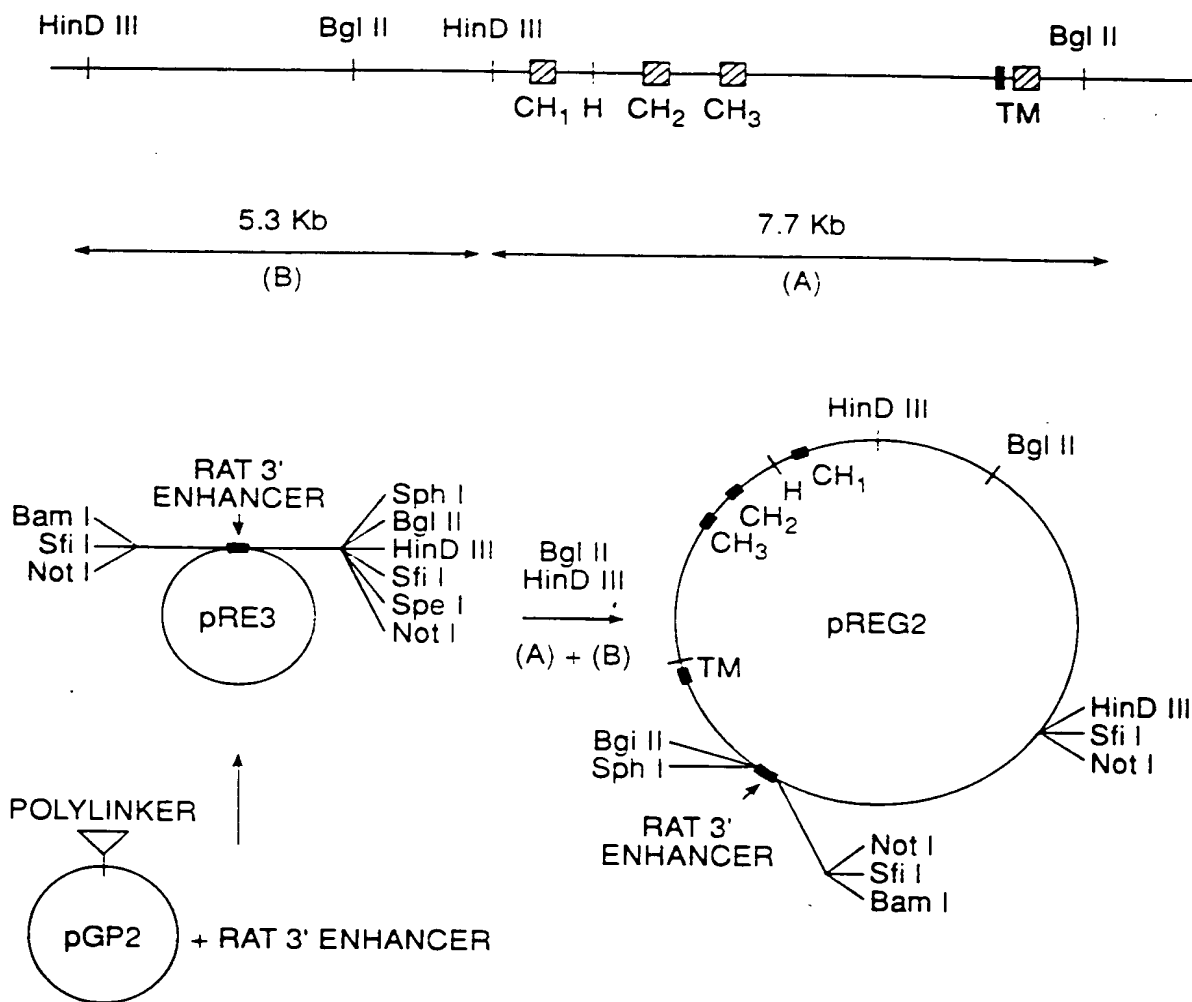 HinD III
Bgl II
HinD III
Bgl II
CH1
H
CH2
CH3
TM
5.3 Kb
(B)
7.7 Kb
(A)
RAT 3'
ENHANCER
Bam I
Sfi I
Not I
Sph I
Bgl II
HinD III
Sfi I
Spe I
Not I
pRE3
Bgl II
HinD III
(A) + (B)
HinD III
Bgl II
CH1
H
CH2
CH3
pREG2
TM
Bgi II
Sph I
HinD III
Sfi I
Not I
RAT 3'
ENHANCER
Not I
Sfi I
Bam I
POLYLINKER
pGP2
+ RAT 3' ENHANCER